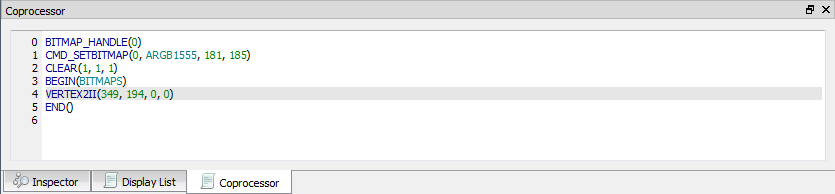 Coprocessor
0 BITMAP_HANDLE(0)
1 CMD_SETBITMAP(0, ARGB1555, 181, 185)
2 CLEAR(1, 1, 1)
3 BEGIN(BITMAPS)
4 VERTEX2II(349, 194, 0, 0)
5 END()
6
Inspector Display List Coprocessor